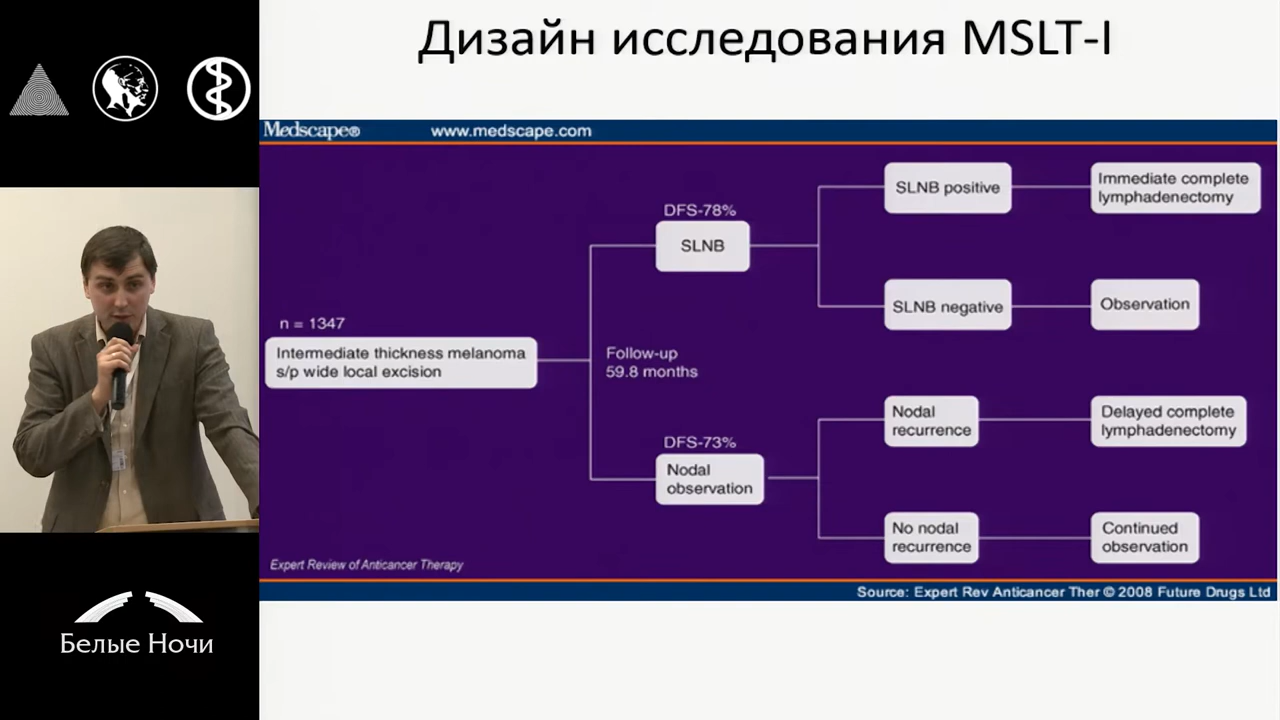 Дизайн исследования MSLT-I
Medscape® www.medscape.com
n = 1347
Intermediate thickness melanoma
s/p wide local excision
Follow-up
59.8 months
DFS-78%
SLNB
SLNB positive
Immediate complete
lymphadenectomy
SLNB negative
Observation
DFS-73%
Nodal
observation
Nodal
recurrence
Delayed complete
lymphadenectomy
No nodal
recurrence
Continued
observation
Expert Review of Anticancer Therapy
Source: Expert Rev Anticancer Ther © 2008 Future Drugs Ltd
Белые Ночи